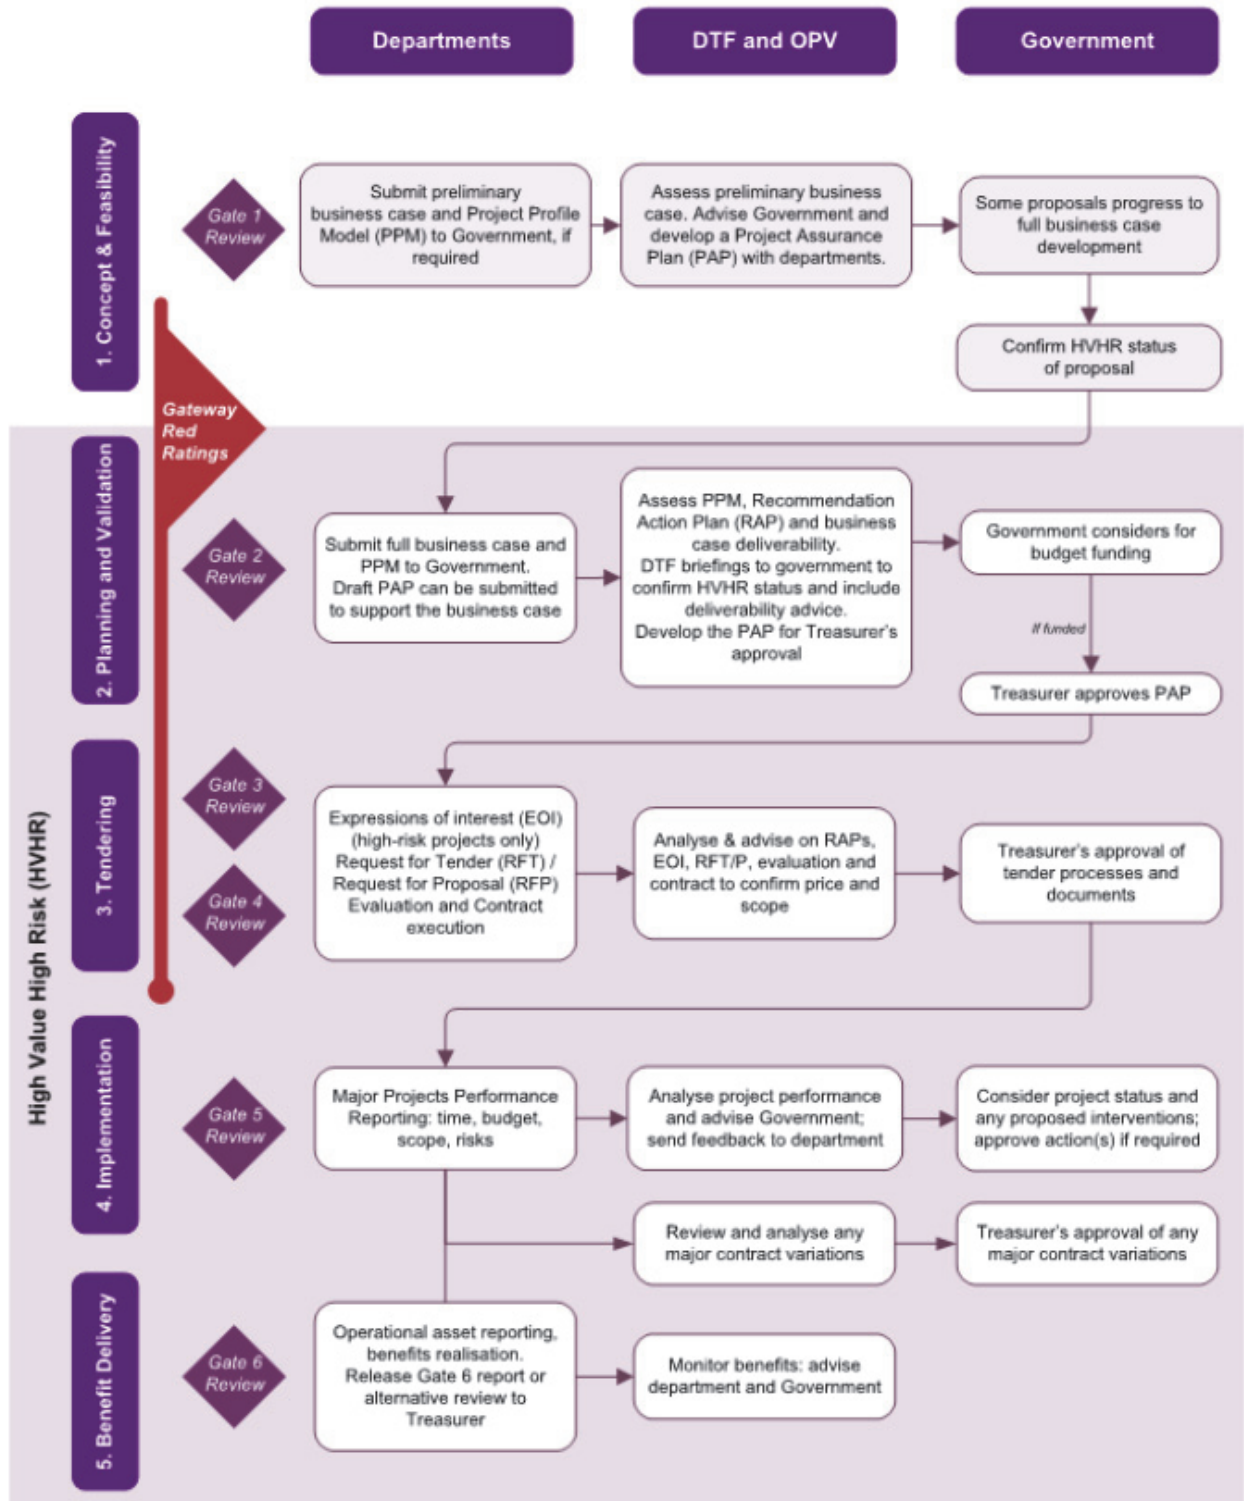 Departments
DTF and OPV
Government
1. Concept & Feasibility
Gate 1
Review
Submit preliminary
business case and Project Profile
Model (PPM) to Government, if
required
Assess preliminary business
case. Advise Government and
develop a Project Assurance
Plan (PAP) with departments.
Some proposals progress to
full business case
development
Confirm HVHR status
of proposal
Gateway
Red
Ratings
High Value High Risk (HVHR)
2. Planning and Validation
Gate 2
Review
Submit full business case and
PPM to Government.
Draft PAP can be submitted
to support the business case
Assess PPM, Recommendation
Action Plan (RAP) and business
case deliverability.
DTF briefings to government to
confirm HVHR status and include
deliverability advice.
Develop the PAP for Treasurer's
approval
Government considers for
budget funding
If funded
Treasurer approves PAP
3. Tendering
Gate 3
Review
Gate 4
Review
Expressions of interest (EOI)
(high-risk projects only)
Request for Tender (RFT) /
Request for Proposal (RFP)
Evaluation and Contract
execution
Analyse & advise on RAPs,
EOI, RFT/P, evaluation and
contract to confirm price and
scope
Treasurer's approval of
tender processes and
documents
4. Implementation
Gate 5
Review
Major Projects Performance
Reporting: time, budget,
scope, risks
Analyse project performance
and advise Government;
send feedback to department
Consider project status and
any proposed interventions;
approve action(s) if required
Review and analyse any
major contract variations
Treasurer's approval of any
major contract variations
5. Benefit Delivery
Gate 6
Review
Operational asset reporting,
benefits realisation.
Release Gate 6 report or
alternative review to
Treasurer
Monitor benefits: advise
department and Government